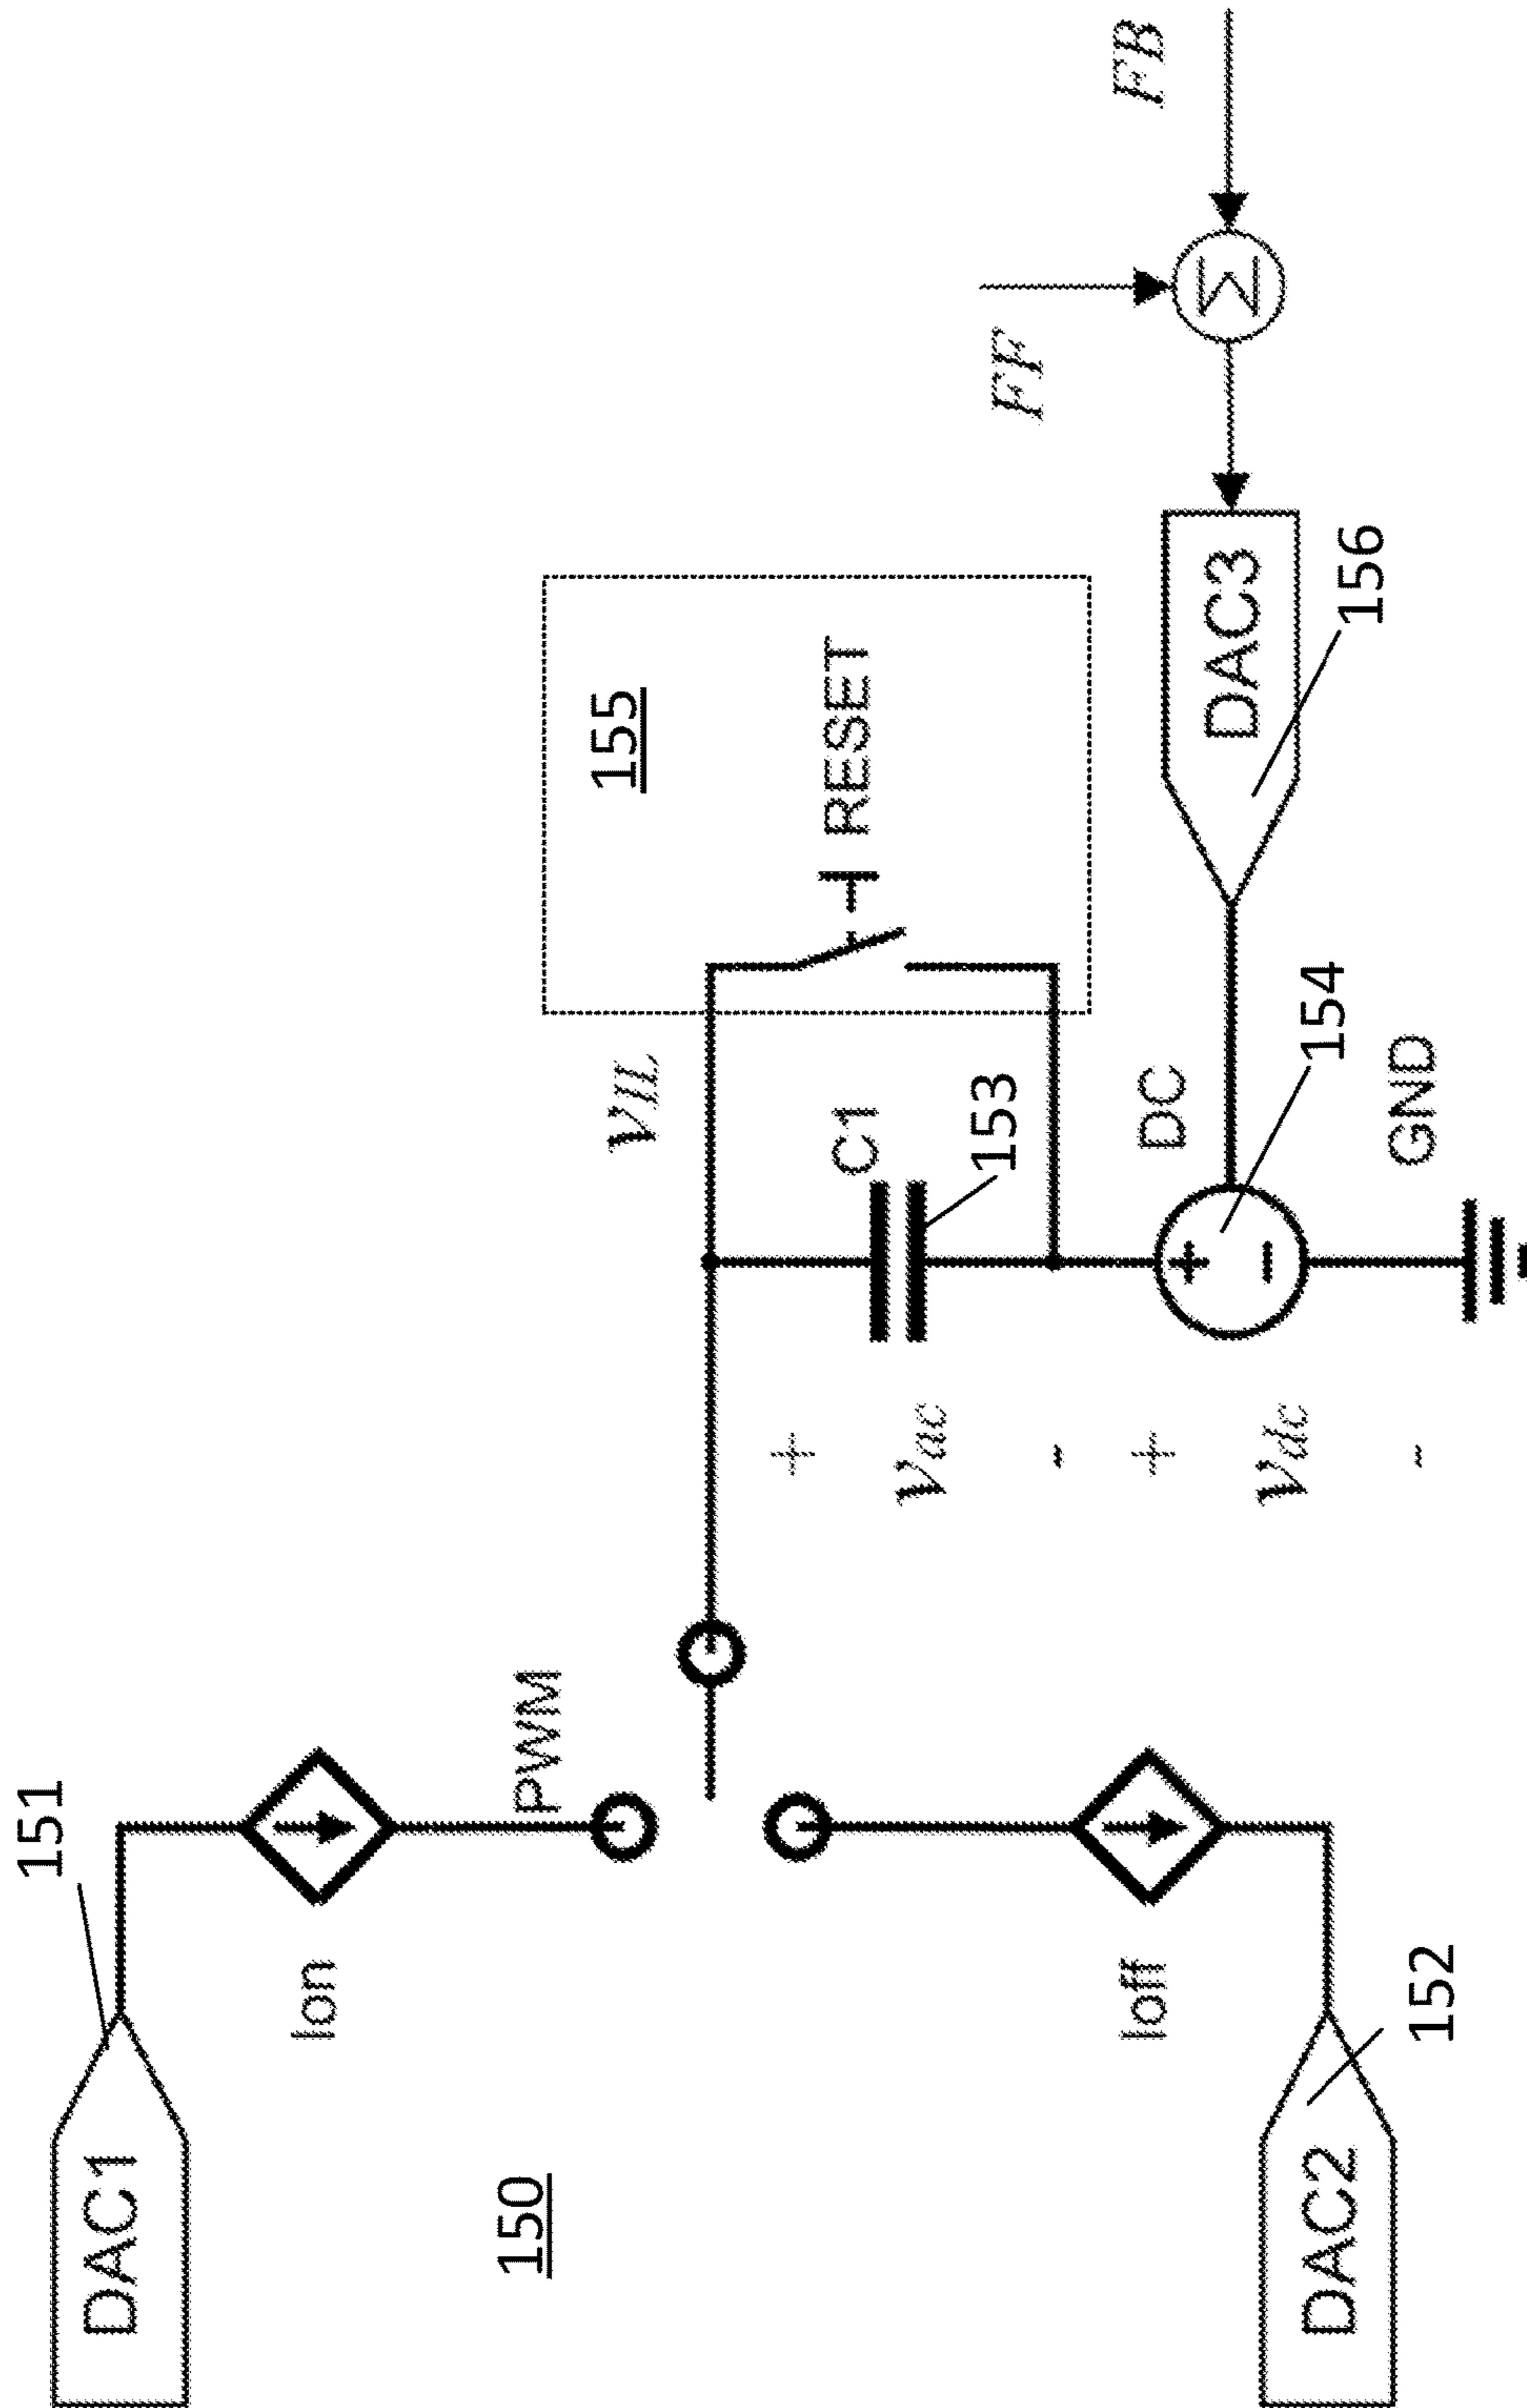 151
DAC1
Ion
PWM
150
Ioff
DAC2
152
VIL
155
RESET
C1
153
+
Vac
-
+
Vdc
-
+
-
DC
154
GND
DAC3
156
FF
Σ
FB